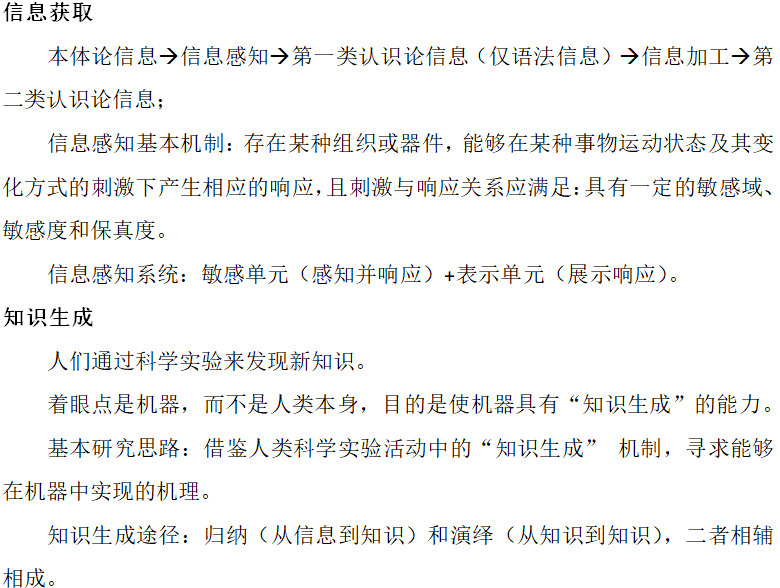 信息获取
本体论信息→信息感知→第一类认识论信息（仅语法信息）→信息加工→第
二类认识论信息；
信息感知基本机制：存在某种组织或器件，能够在某种事物运动状态及其变
化方式的刺激下产生相应的响应，且刺激与响应关系应满足：具有一定的敏感域、
敏感度和保真度。
信息感知系统：敏感单元（感知并响应）+表示单元（展示响应）。
知识生成
人们通过科学实验来发现新知识。
着眼点是机器，而不是人类本身，目的是使机器具有“知识生成”的能力。
基本研究思路：借鉴人类科学实验活动中的“知识生成” 机制，寻求能够
在机器中实现的机理。
知识生成途径：归纳（从信息到知识）和演绎（从知识到知识），二者相辅
相成。